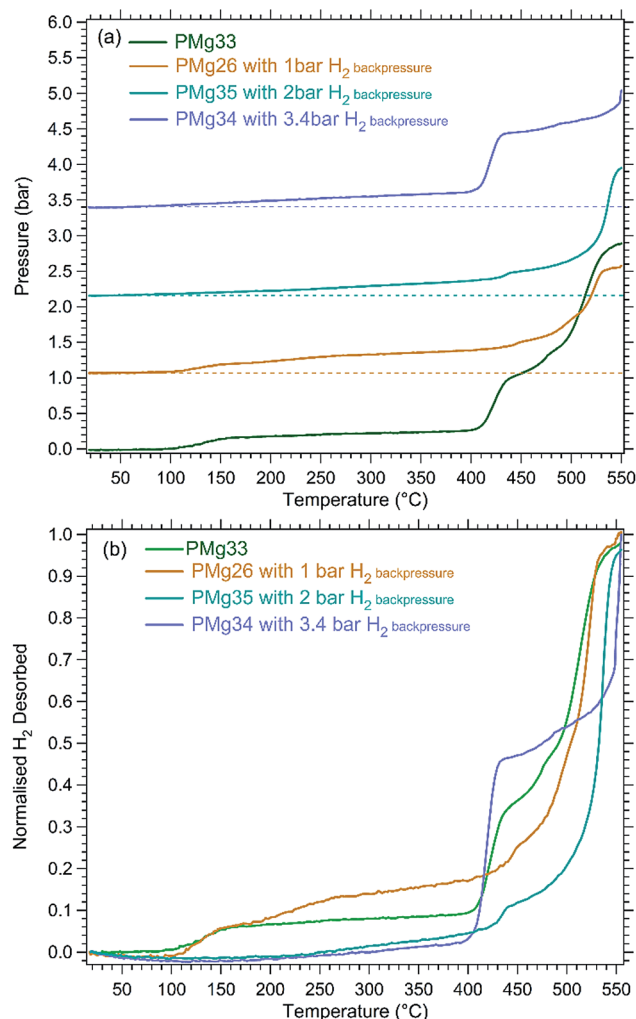 (a)
PMg33
PMg26 with 1bar H2 backpressure
PMg35 with 2bar H2 backpressure
PMg34 with 3.4bar H2 backpressure
6.0
5.5
5.0
4.5
4.0
3.5
3.0
2.5
2.0
1.5
1.0
0.5
0.0
Pressure (bar)
50 100 150 200 250 300 350 400 450 500 550
Temperature (°C)
(b)
PMg33
PMg26 with 1 bar H2 backpressure
PMg35 with 2 bar H2 backpressure
PMg34 with 3.4 bar H2 backpressure
1.0
0.9
0.8
0.7
0.6
0.5
0.4
0.3
0.2
0.1
0.0
Normalised H2 Desorbed
50 100 150 200 250 300 350 400 450 500 550
Temperature (°C)